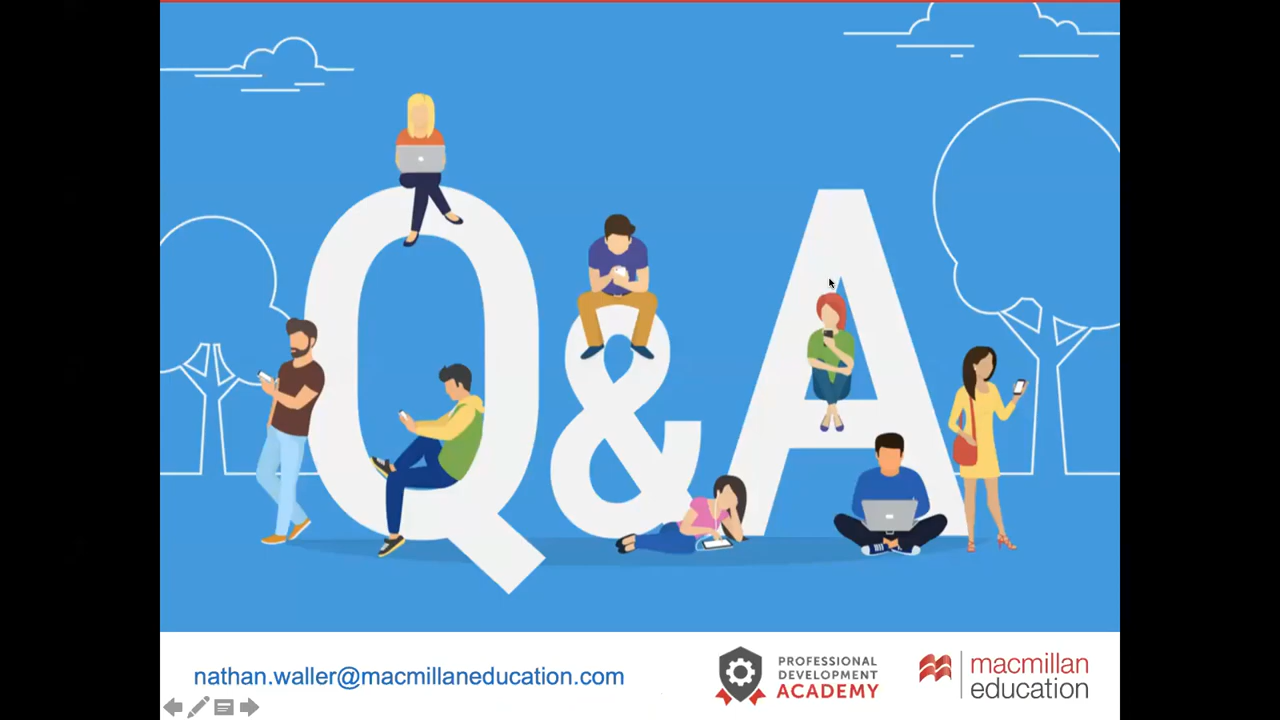 Q&A
nathan.waller@macmillaneducation.com
PROFESSIONAL
DEVELOPMENT
ACADEMY
macmillan
education